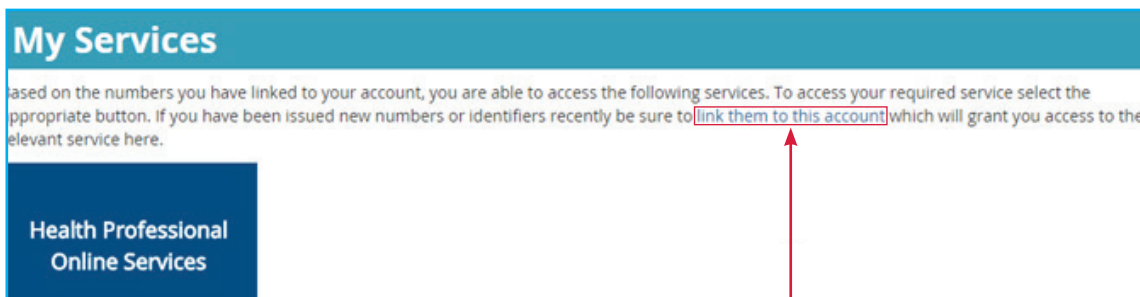 My Services
ased on the numbers you have linked to your account, you are able to access the following services. To access your required service select the
ppropriate button. If you have been issued new numbers or identifiers recently be sure to link them to this account which will grant you access to the
elevant service here.
Health Professional
Online Services